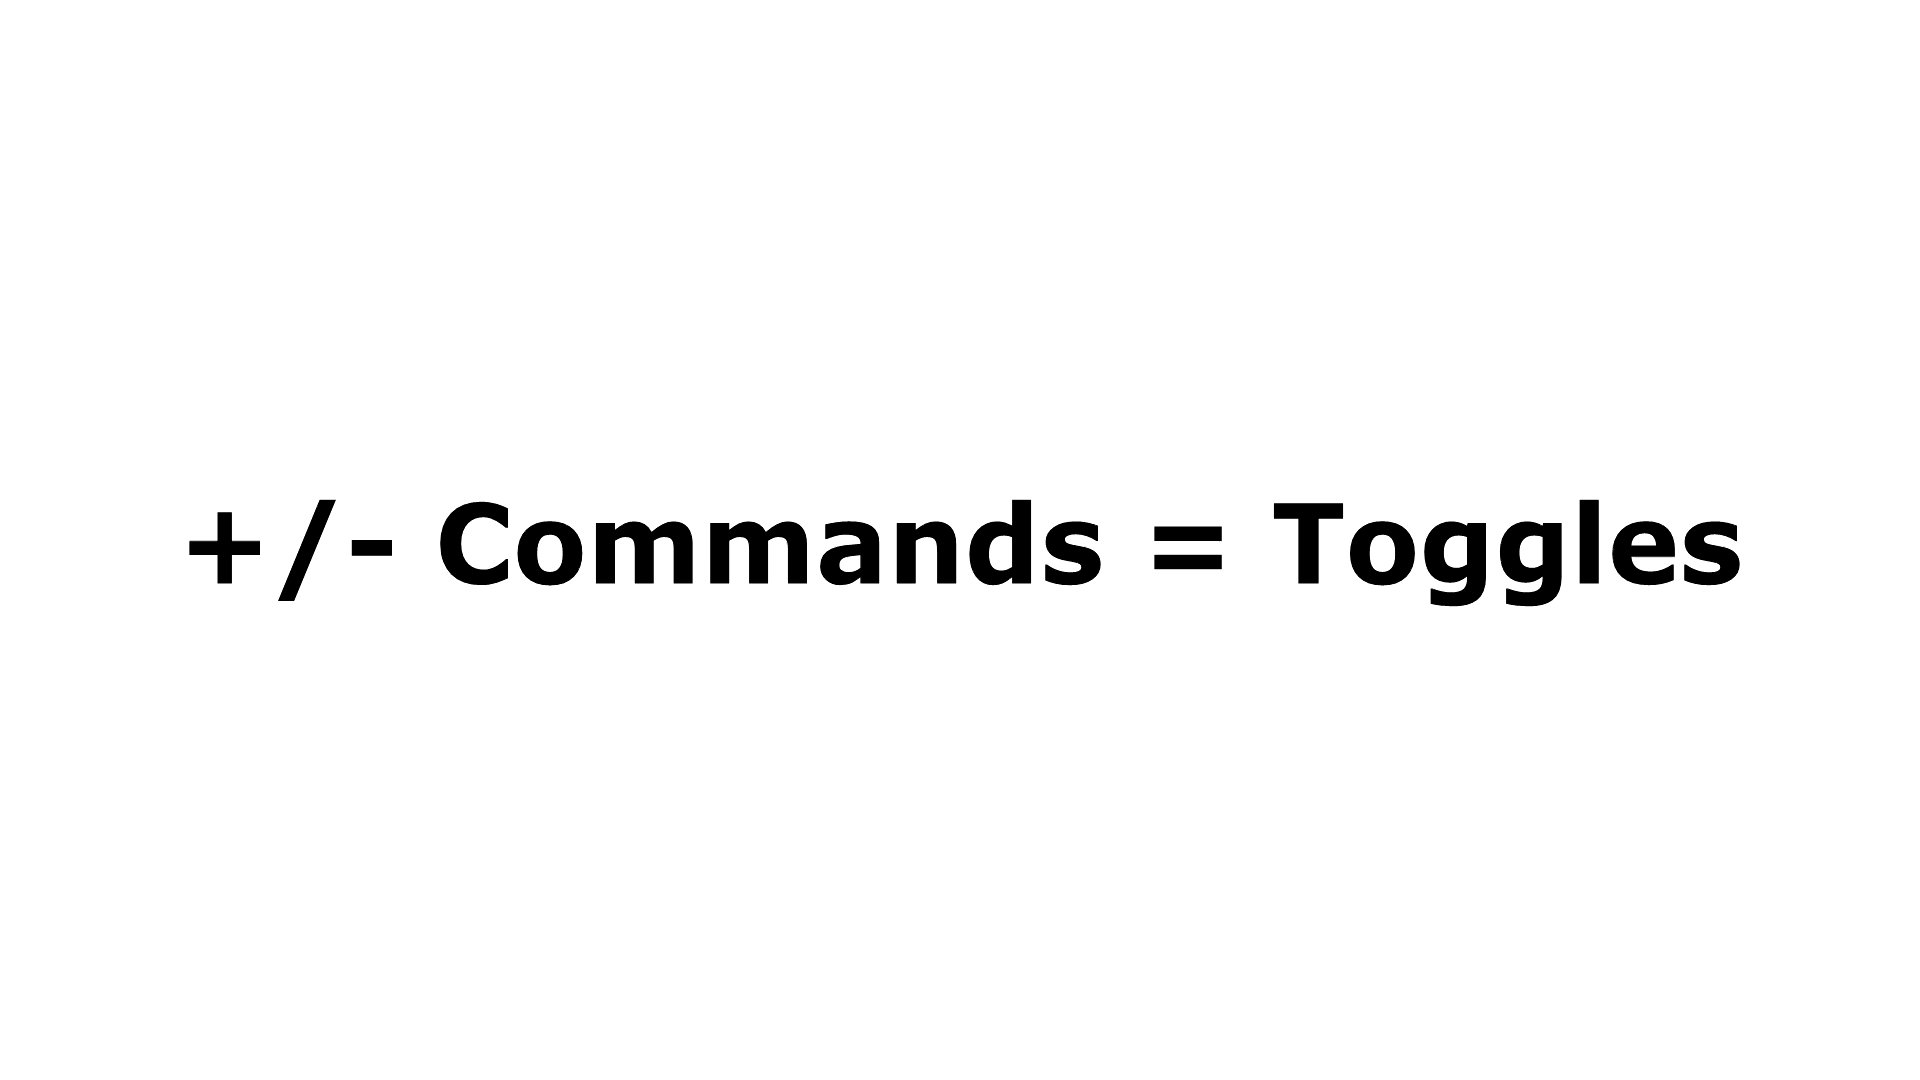 +/- Commands = Toggles